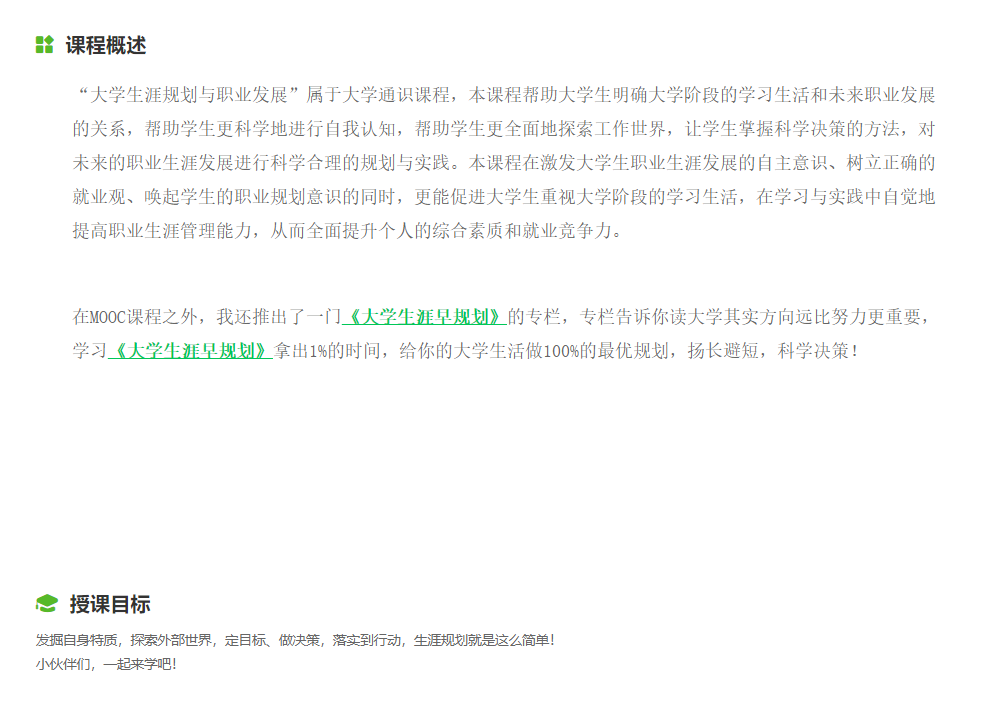 课程概述
“大学生涯规划与职业发展”属于大学通识课程，本课程帮助大学生明确大学阶段的学习生活和未来职业发展
的关系，帮助学生更科学地进行自我认知，帮助学生更全面地探索工作世界，让学生掌握科学决策的方法，对
未来的职业生涯发展进行科学合理的规划与实践。本课程在激发大学生职业生涯发展的自主意识、树立正确的
就业观、唤起学生的职业规划意识的同时，更能促进大学生重视大学阶段的学习生活，在学习与实践中自觉地
提高职业生涯管理能力，从而全面提升个人的综合素质和就业竞争力。
在MOOC课程之外，我还推出了一门《大学生涯早规划》的专栏，专栏告诉你读大学其实方向远比努力更重要，
学习《大学生涯早规划》拿出1%的时间，给你的大学生活做100%的最优规划，扬长避短，科学决策！
授课目标
发掘自身特质，探索外部世界，定目标、做决策，落实到行动，生涯规划就是这么简单！
小伙伴们，一起来学吧！